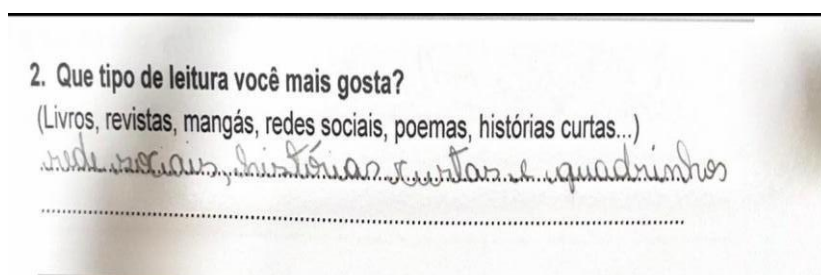 2. Que tipo de leitura você mais gosta?
(Livros, revistas, mangás, redes sociais, poemas, histórias curtas...)
rede sociais, histórias curtas e quadrinhos